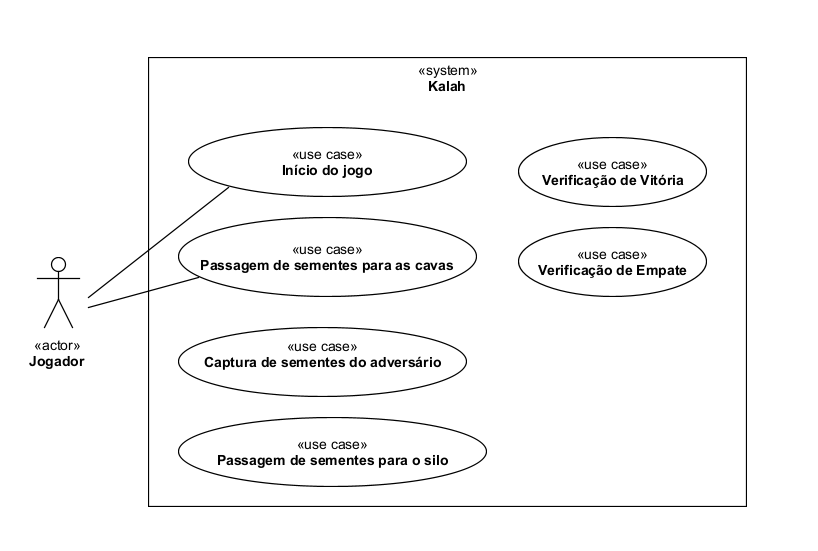 «system»
Kalah
«use case»
Início do jogo
«use case»
Verificação de Vitória
«use case»
Passagem de sementes para as cavas
«use case»
Verificação de Empate
«actor»
Jogador
«use case»
Captura de sementes do adversário
«use case»
Passagem de sementes para o silo